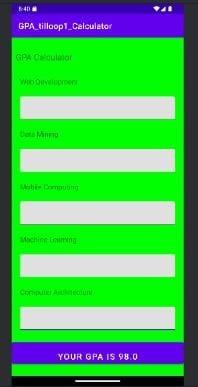 6:40
GPA_tilloop1_Calculator
GPA Calculator
Web Development
Data Mining
Mobile Computing
Machine Learning
Computer Architecture
YOUR GPA IS 98.0